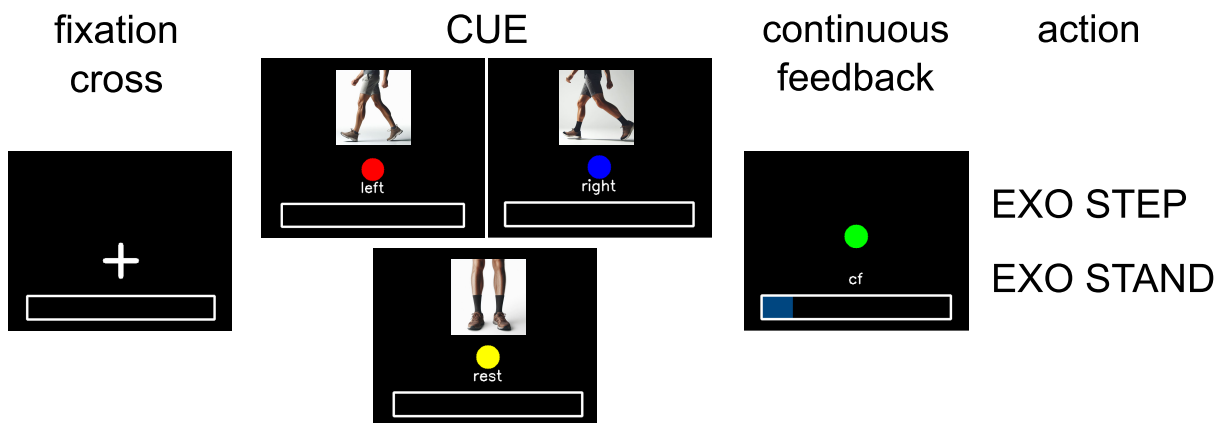 fixation
cross
CUE
continuous
feedback
action
left
right
rest
cf
EXO STEP
EXO STAND